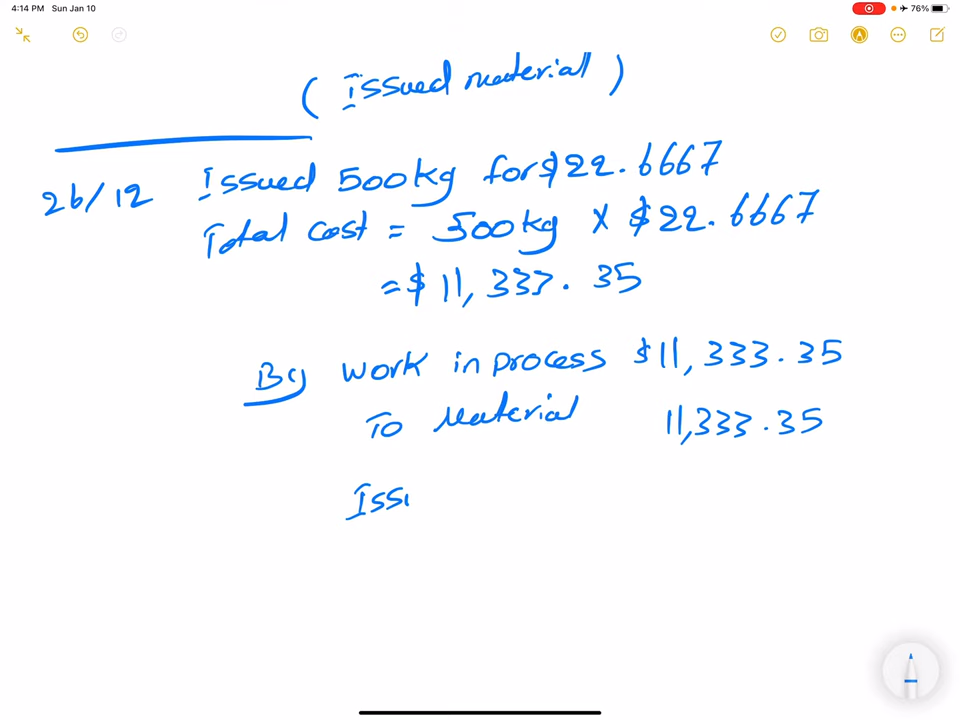 4:14 PM Sun Jan 10 76%
( Issued material )
26/12 Issued 500kg for $22.6667
Total cost = 500kg x $22.6667
= $ 11,333.35
By work in process $11,333.35
To Material 11,333.35
Iss